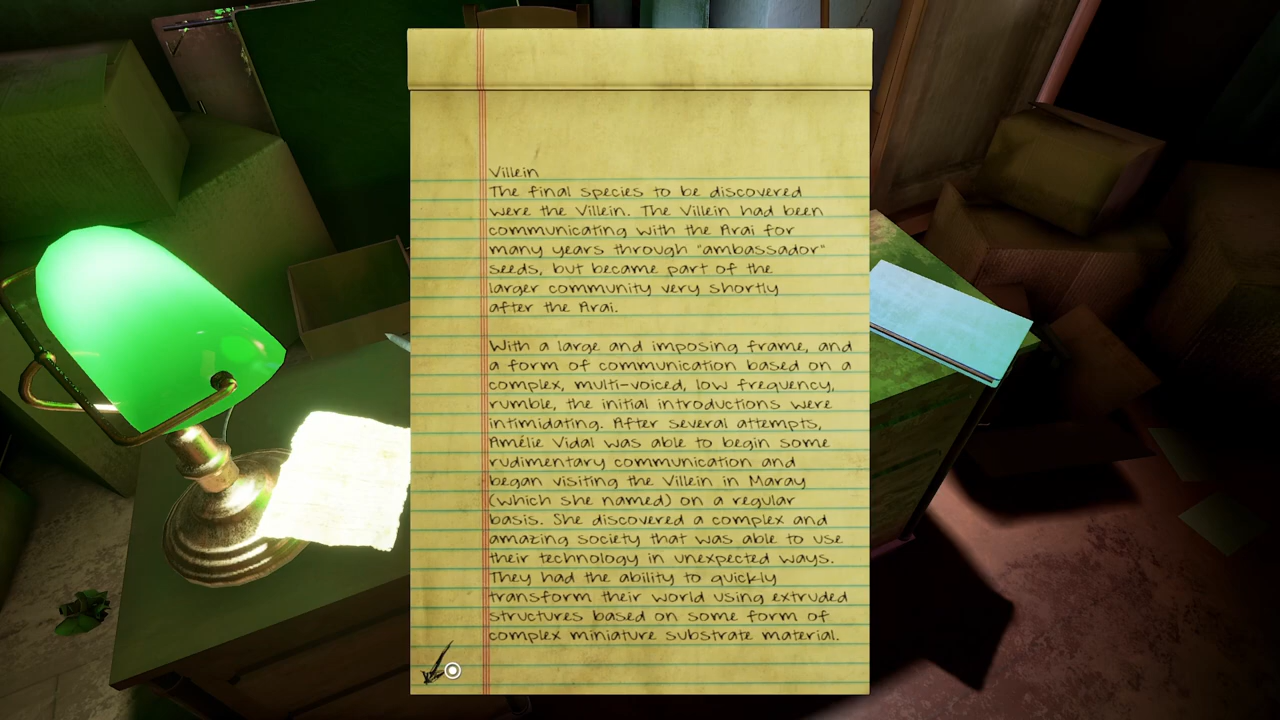 Villein
The final species to be discovered
were the Villein. The Villein had been
communicating with the Arai for
many years through "ambassador"
seeds, but became part of the
larger community very shortly
after the Arai.
With a large and imposing frame, and
a form of communication based on a
complex, multi-voiced, low frequency,
rumble, the initial introductions were
intimidating. After several attempts,
Amélie Vidal was able to begin some
rudimentary communication and
began visiting the Villein in Maray
(which she named) on a regular
basis. She discovered a complex and
amazing society that was able to use
their technology in unexpected ways.
They had the ability to quickly
transform their world using extruded
structures based on some form of
complex miniature substrate material.